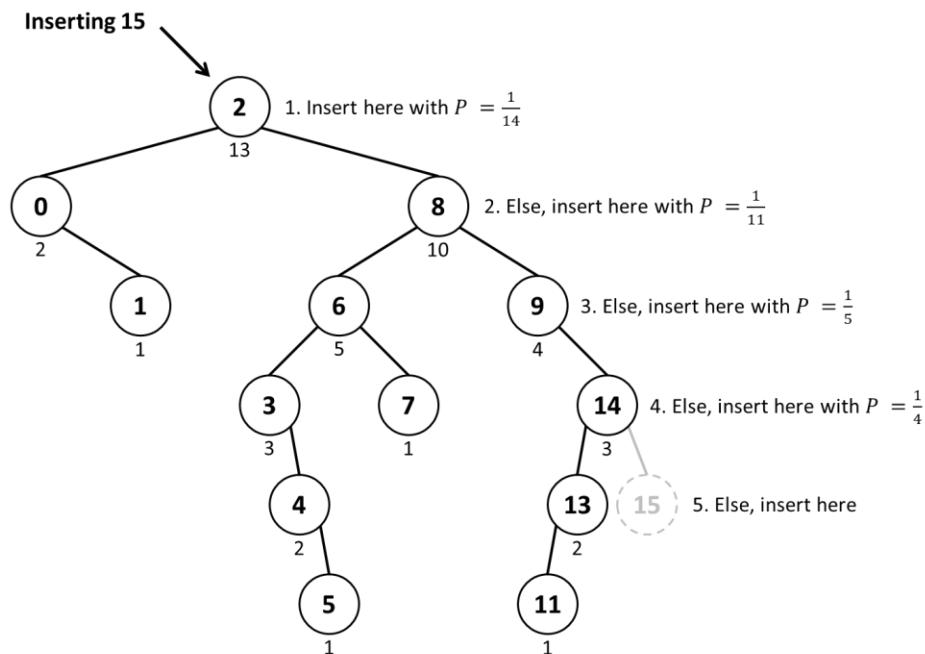 Inserting 15
2 1. Insert here with P = 1/14
13
0 8 2. Else, insert here with P = 1/11
2 10
1 6 9 3. Else, insert here with P = 1/5
1 5 4
3 7 14 4. Else, insert here with P = 1/4
3 1 3
4 13 15 5. Else, insert here
2 2
5 11
1 1